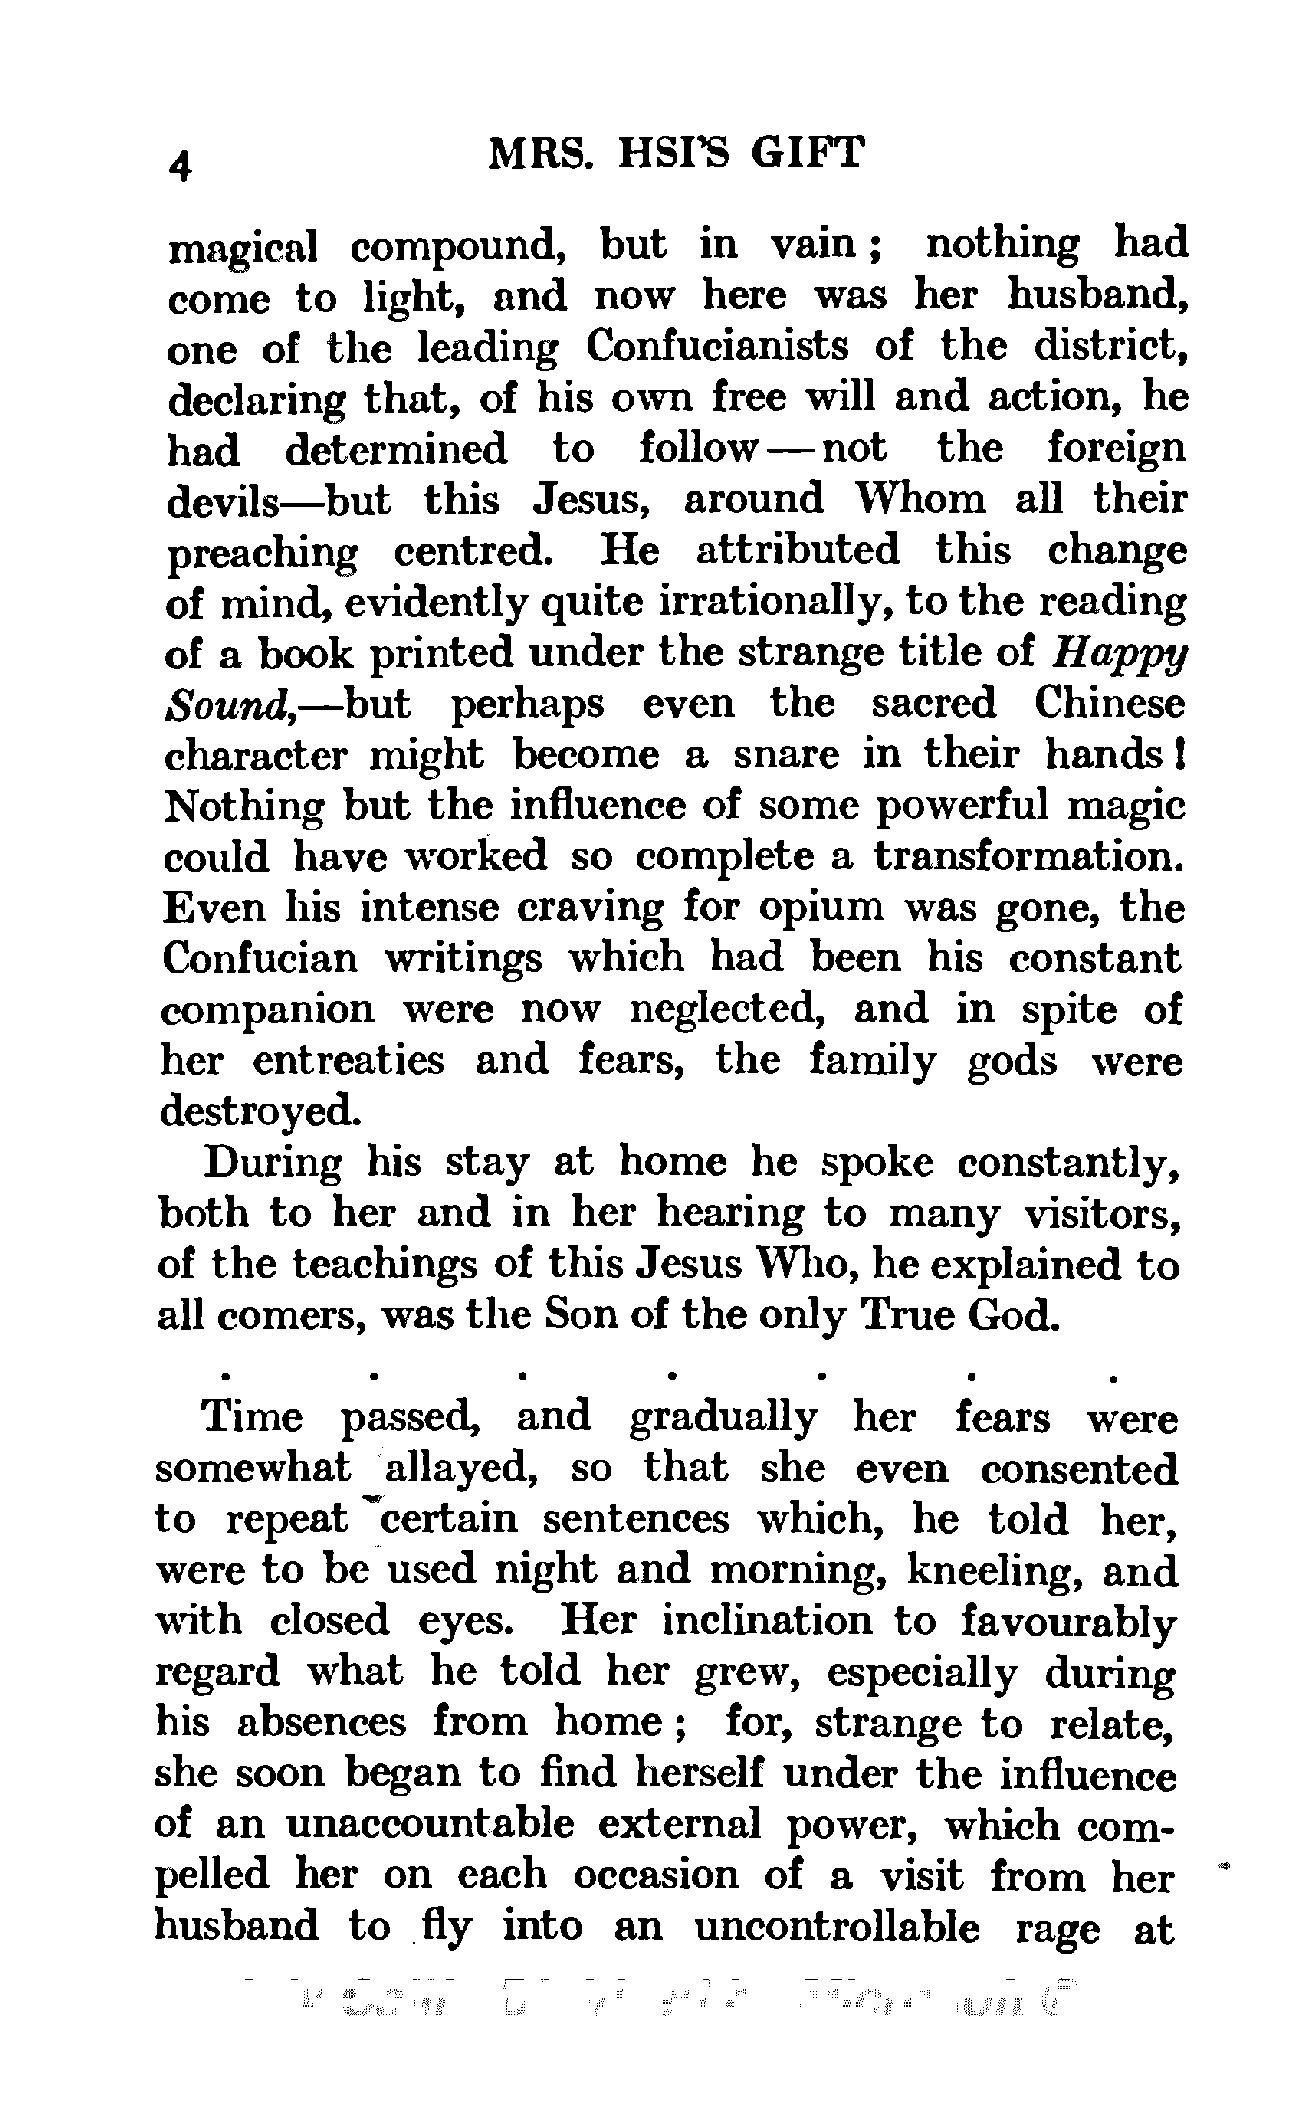 4 MRS. HSI'S GIFT
magical compound, but in vain ; nothing had
come to light, and now here was her husband,
one of the leading Confucianists of the district,
declaring that, of his own free will and action, he
had determined to follow—not the foreign
devils—but this Jesus, around Whom all their
preaching centred. He attributed this change
of mind, evidently quite irrationally, to the reading
of a book printed under the strange title of Happy
Sound,—but perhaps even the sacred Chinese
character might become a snare in their hands !
Nothing but the influence of some powerful magic
could have worked so complete a transformation.
Even his intense craving for opium was gone, the
Confucian writings which had been his constant
companion were now neglected, and in spite of
her entreaties and fears, the family gods were
destroyed.
During his stay at home he spoke constantly,
both to her and in her hearing to many visitors,
of the teachings of this Jesus Who, he explained to
all comers, was the Son of the only True God.
. . . . . . .
Time passed, and gradually her fears were
somewhat allayed, so that she even consented
to repeat certain sentences which, he told her,
were to be used night and morning, kneeling, and
with closed eyes. Her inclination to favourably
regard what he told her grew, especially during
his absences from home ; for, strange to relate,
she soon began to find herself under the influence
of an unaccountable external power, which com-
pelled her on each occasion of a visit from her
husband to fly into an uncontrollable rage at